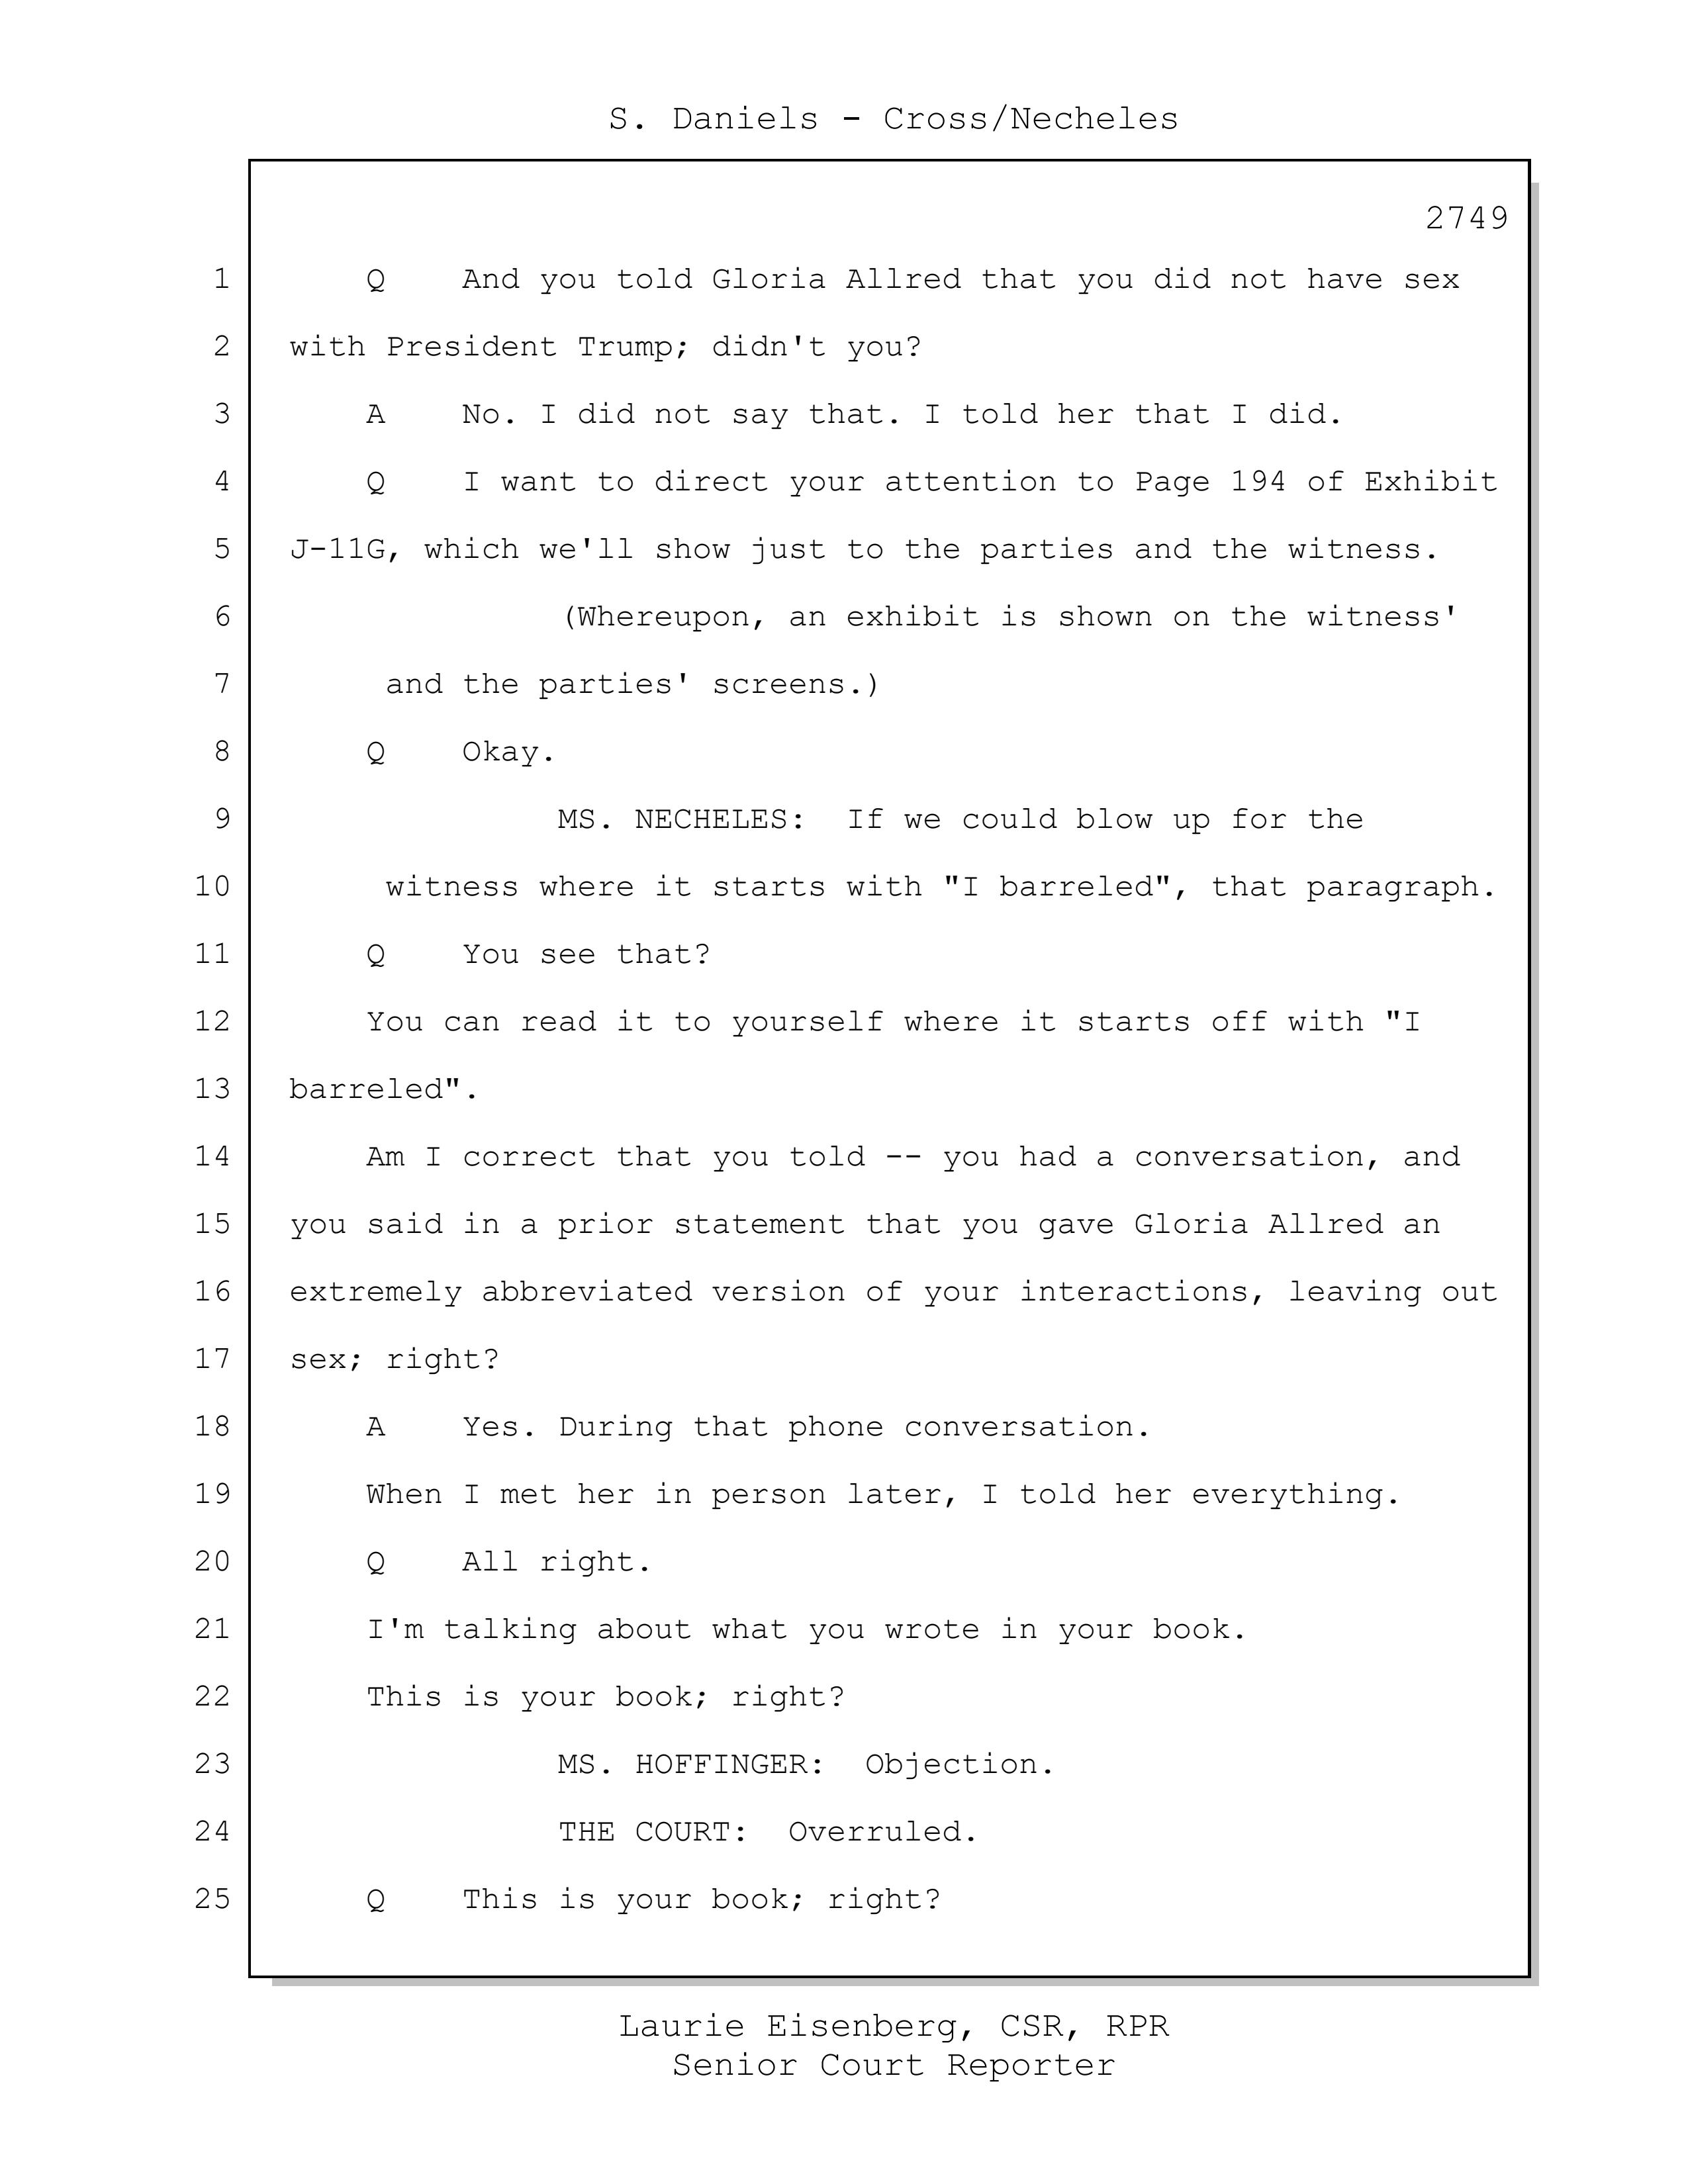 S. Daniels - Cross/Necheles
2749
1 Q And you told Gloria Allred that you did not have sex
2 with President Trump; didn't you?
3 A No. I did not say that. I told her that I did.
4 Q I want to direct your attention to Page 194 of Exhibit
5 J-11G, which we'll show just to the parties and the witness.
6 (Whereupon, an exhibit is shown on the witness'
7 and the parties' screens.)
8 Q Okay.
9 MS. NECHELES: If we could blow up for the
10 witness where it starts with "I barreled", that paragraph.
11 Q You see that?
12 You can read it to yourself where it starts off with "I
13 barreled".
14 Am I correct that you told -- you had a conversation, and
15 you said in a prior statement that you gave Gloria Allred an
16 extremely abbreviated version of your interactions, leaving out
17 sex; right?
18 A Yes. During that phone conversation.
19 When I met her in person later, I told her everything.
20 Q All right.
21 I'm talking about what you wrote in your book.
22 This is your book; right?
23 MS. HOFFINGER: Objection.
24 THE COURT: Overruled.
25 Q This is your book; right?
Laurie Eisenberg, CSR, RPR
Senior Court Reporter